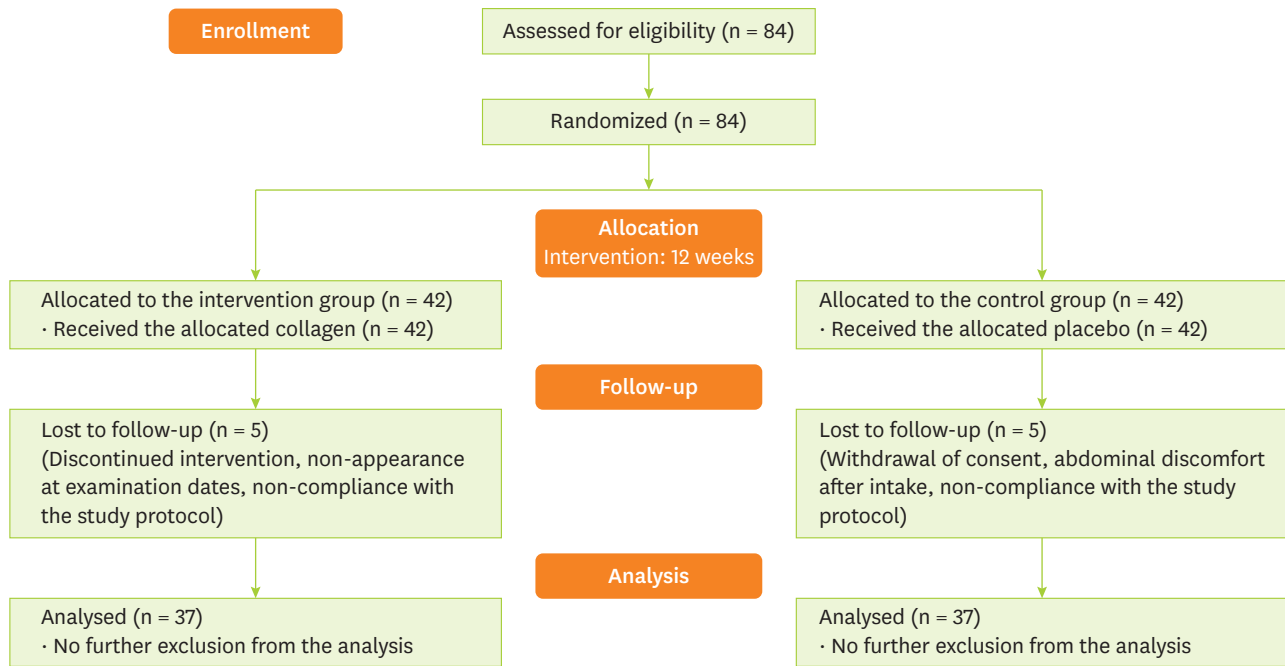 Enrollment
Assessed for eligibility (n = 84)
Randomized (n = 84)
Allocation
Intervention: 12 weeks
Allocated to the intervention group (n = 42)
· Received the allocated collagen (n = 42)
Allocated to the control group (n = 42)
· Received the allocated placebo (n = 42)
Follow-up
Lost to follow-up (n = 5)
(Discontinued intervention, non-appearance
at examination dates, non-compliance with
the study protocol)
Lost to follow-up (n = 5)
(Withdrawal of consent, abdominal discomfort
after intake, non-compliance with the study
protocol)
Analysis
Analysed (n = 37)
· No further exclusion from the analysis
Analysed (n = 37)
· No further exclusion from the analysis